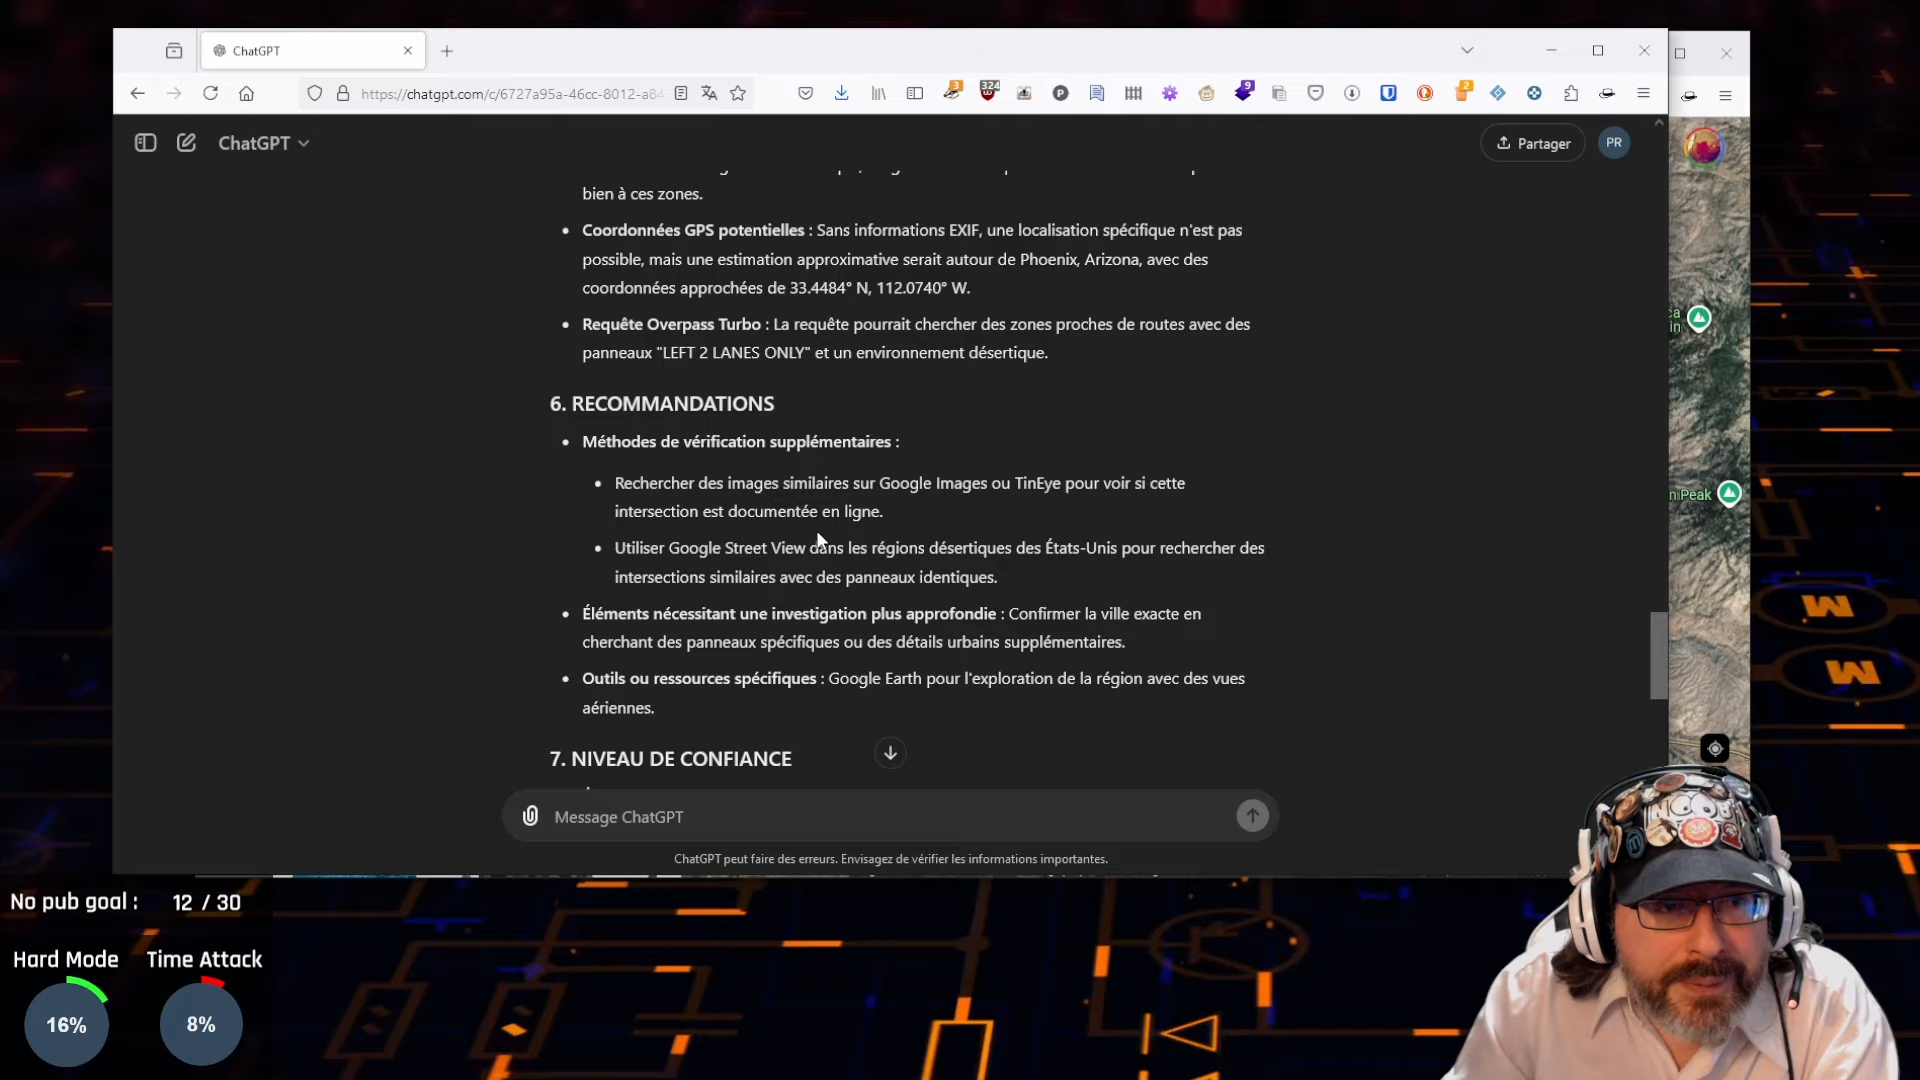 ChatGPT
https://chatgpt.com/c/6727a95a-46cc-8012-a84
3
324
9
2
ChatGPT
Partager
PR
bien à ces zones.
• Coordonnées GPS potentielles : Sans informations EXIF, une localisation spécifique n'est pas
possible, mais une estimation approximative serait autour de Phoenix, Arizona, avec des
coordonnées approchées de 33.4484° N, 112.0740° W.
• Requête Overpass Turbo : La requête pourrait chercher des zones proches de routes avec des
panneaux "LEFT 2 LANES ONLY" et un environnement désertique.
6. RECOMMANDATIONS
• Méthodes de vérification supplémentaires :
• Rechercher des images similaires sur Google Images ou TinEye pour voir si cette
intersection est documentée en ligne.
• Utiliser Google Street View dans les régions désertiques des États-Unis pour rechercher des
intersections similaires avec des panneaux identiques.
• Éléments nécessitant une investigation plus approfondie : Confirmer la ville exacte en
cherchant des panneaux spécifiques ou des détails urbains supplémentaires.
• Outils ou ressources spécifiques : Google Earth pour l'exploration de la région avec des vues
aériennes.
7. NIVEAU DE CONFIANCE
Message ChatGPT
ChatGPT peut faire des erreurs. Envisagez de vérifier les informations importantes.
ca
in
n Peak
No pub goal : 12 / 30
Hard Mode Time Attack
16% 8%